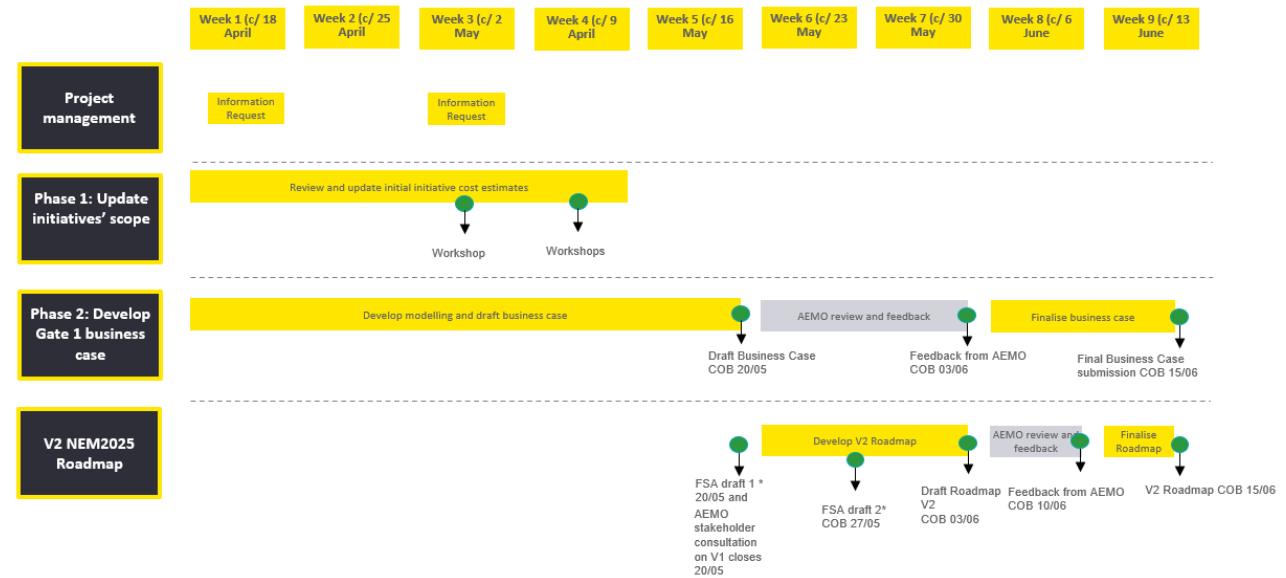 Week 1 (c/ 18
April
Week 2 (c/ 25
April
Week 3 (c/ 2
May
Week 4 (c/ 9
April
Week 5 (c/ 16
May
Week 6 (c/ 23
May
Week 7 (c/ 30
May
Week 8 (c/ 6
June
Week 9 (c/ 13
June
Project
management
Information
Request
Information
Request
Phase 1: Update
initiatives’ scope
Review and update initial initiative cost estimates
Workshop
Workshops
Phase 2: Develop
Gate 1 business
case
Develop modelling and draft business case
AEMO review and feedback
Finalise business case
Draft Business Case
COB 20/05
Feedback from AEMO
COB 03/06
Final Business Case
submission COB 15/06
V2 NEM2025
Roadmap
Develop V2 Roadmap
AEMO review and
feedback
Finalise
Roadmap
FSA draft 1 *
20/05 and
AEMO
stakeholder
consultation
on V1 closes
20/05
FSA draft 2*
COB 27/05
Draft Roadmap
V2
COB 03/06
Feedback from AEMO
COB 10/06
V2 Roadmap COB 15/06